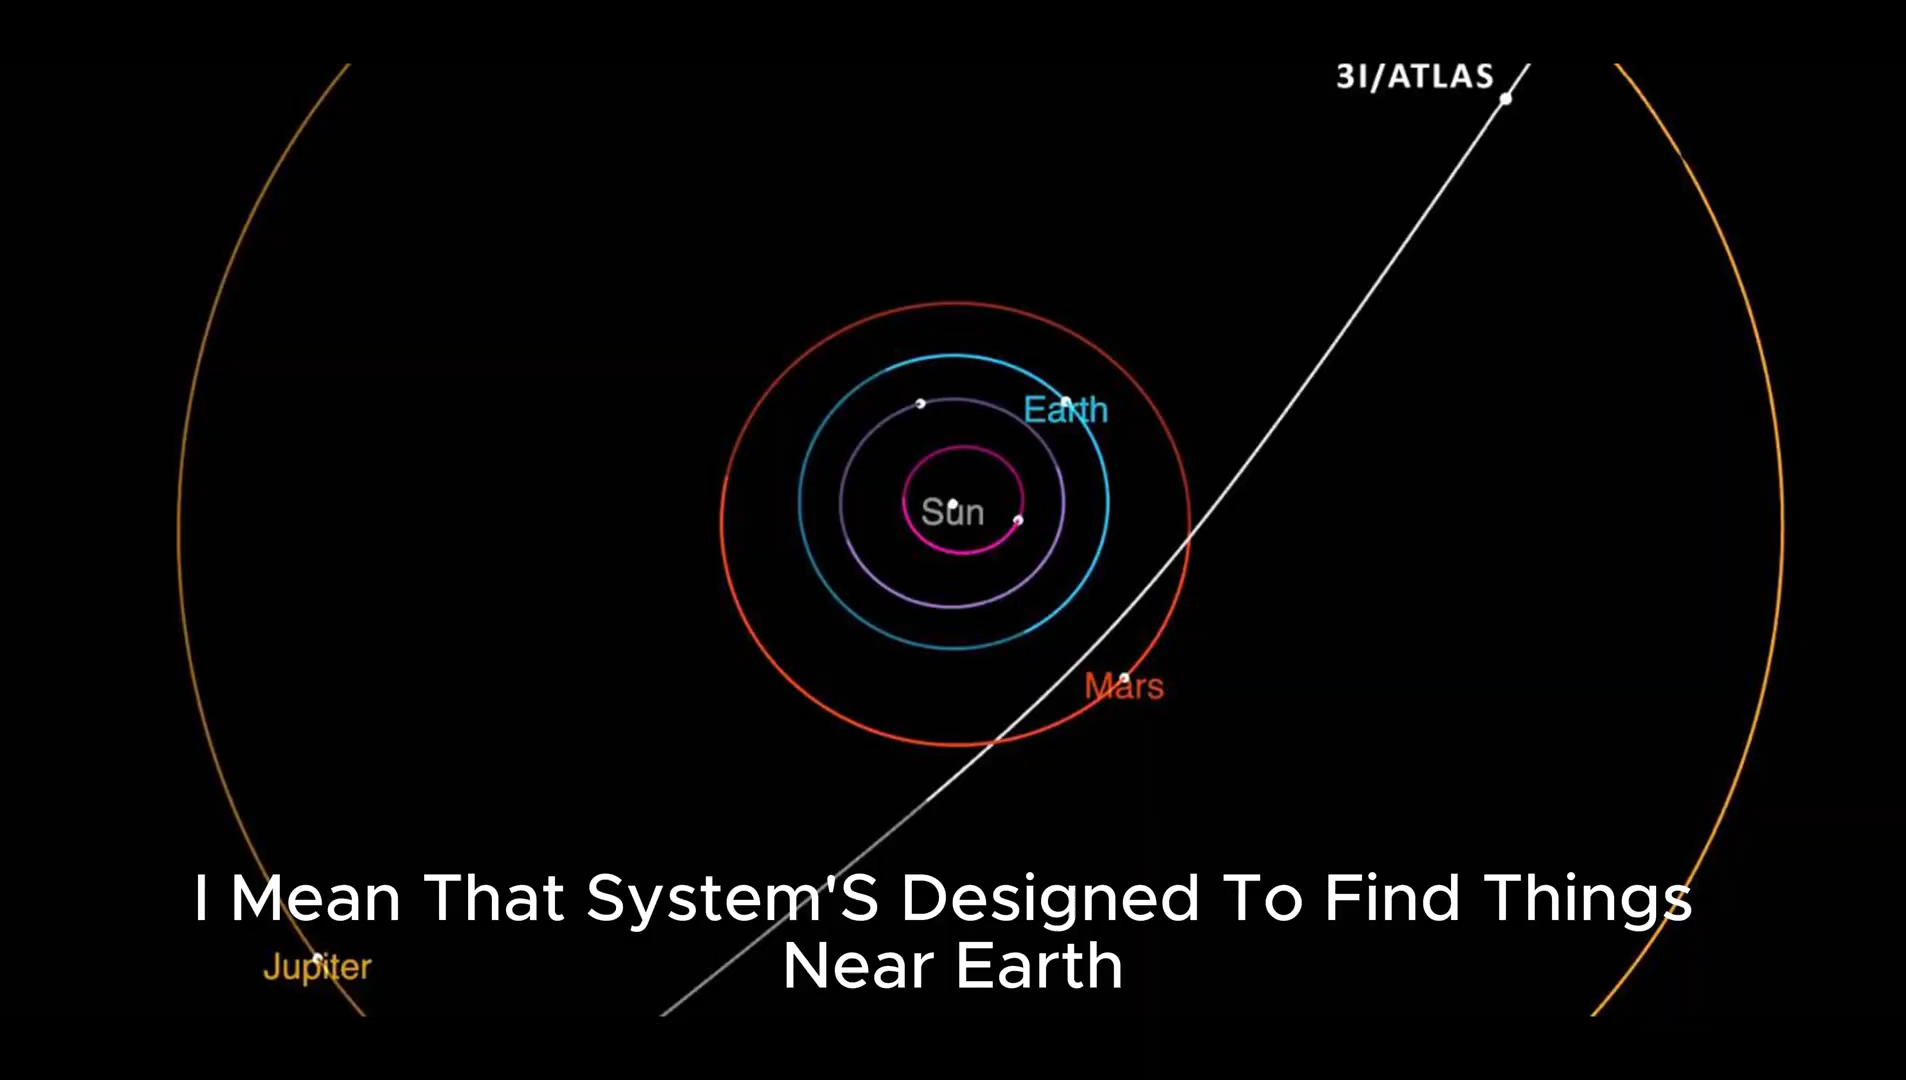 3I/ATLAS
Earth
Sun
Mars
I Mean That System'S Designed To Find Things
Near Earth
Jupiter